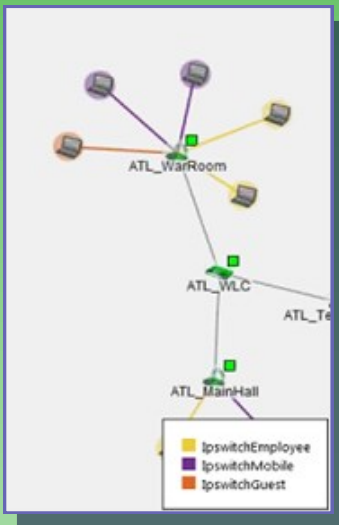 ATL_WarRoom
ATL_WLC
ATL_Te
ATL_MainHall
IpswitchEmployee
IpswitchMobile
IpswitchGuest